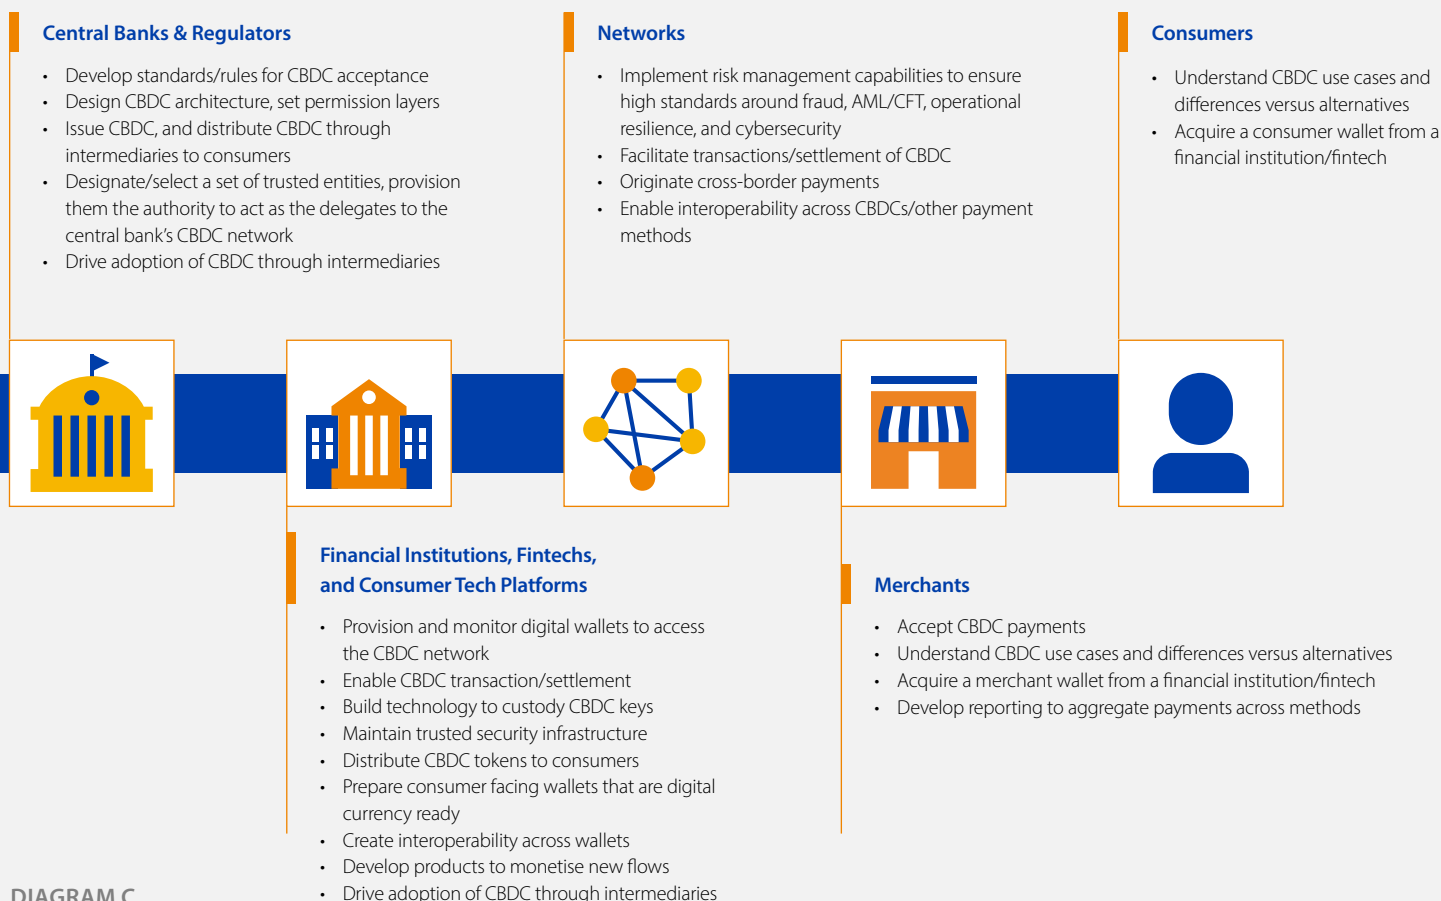 Central Banks & Regulators
• Develop standards/rules for CBDC acceptance
• Design CBDC architecture, set permission layers
• Issue CBDC, and distribute CBDC through
intermediaries to consumers
• Designate/select a set of trusted entities, provision
them the authority to act as the delegates to the
central bank's CBDC network
• Drive adoption of CBDC through intermediaries
Networks
• Implement risk management capabilities to ensure
high standards around fraud, AML/CFT, operational
resilience, and cybersecurity
• Facilitate transactions/settlement of CBDC
• Originate cross-border payments
• Enable interoperability across CBDCs/other payment
methods
Consumers
• Understand CBDC use cases and
differences versus alternatives
• Acquire a consumer wallet from a
financial institution/fintech
Financial Institutions, Fintechs,
and Consumer Tech Platforms
• Provision and monitor digital wallets to access
the CBDC network
• Enable CBDC transaction/settlement
• Build technology to custody CBDC keys
• Maintain trusted security infrastructure
• Distribute CBDC tokens to consumers
• Prepare consumer facing wallets that are digital
currency ready
• Create interoperability across wallets
• Develop products to monetise new flows
• Drive adoption of CBDC through intermediaries
Merchants
• Accept CBDC payments
• Understand CBDC use cases and differences versus alternatives
• Acquire a merchant wallet from a financial institution/fintech
• Develop reporting to aggregate payments across methods
DIAGRAM C